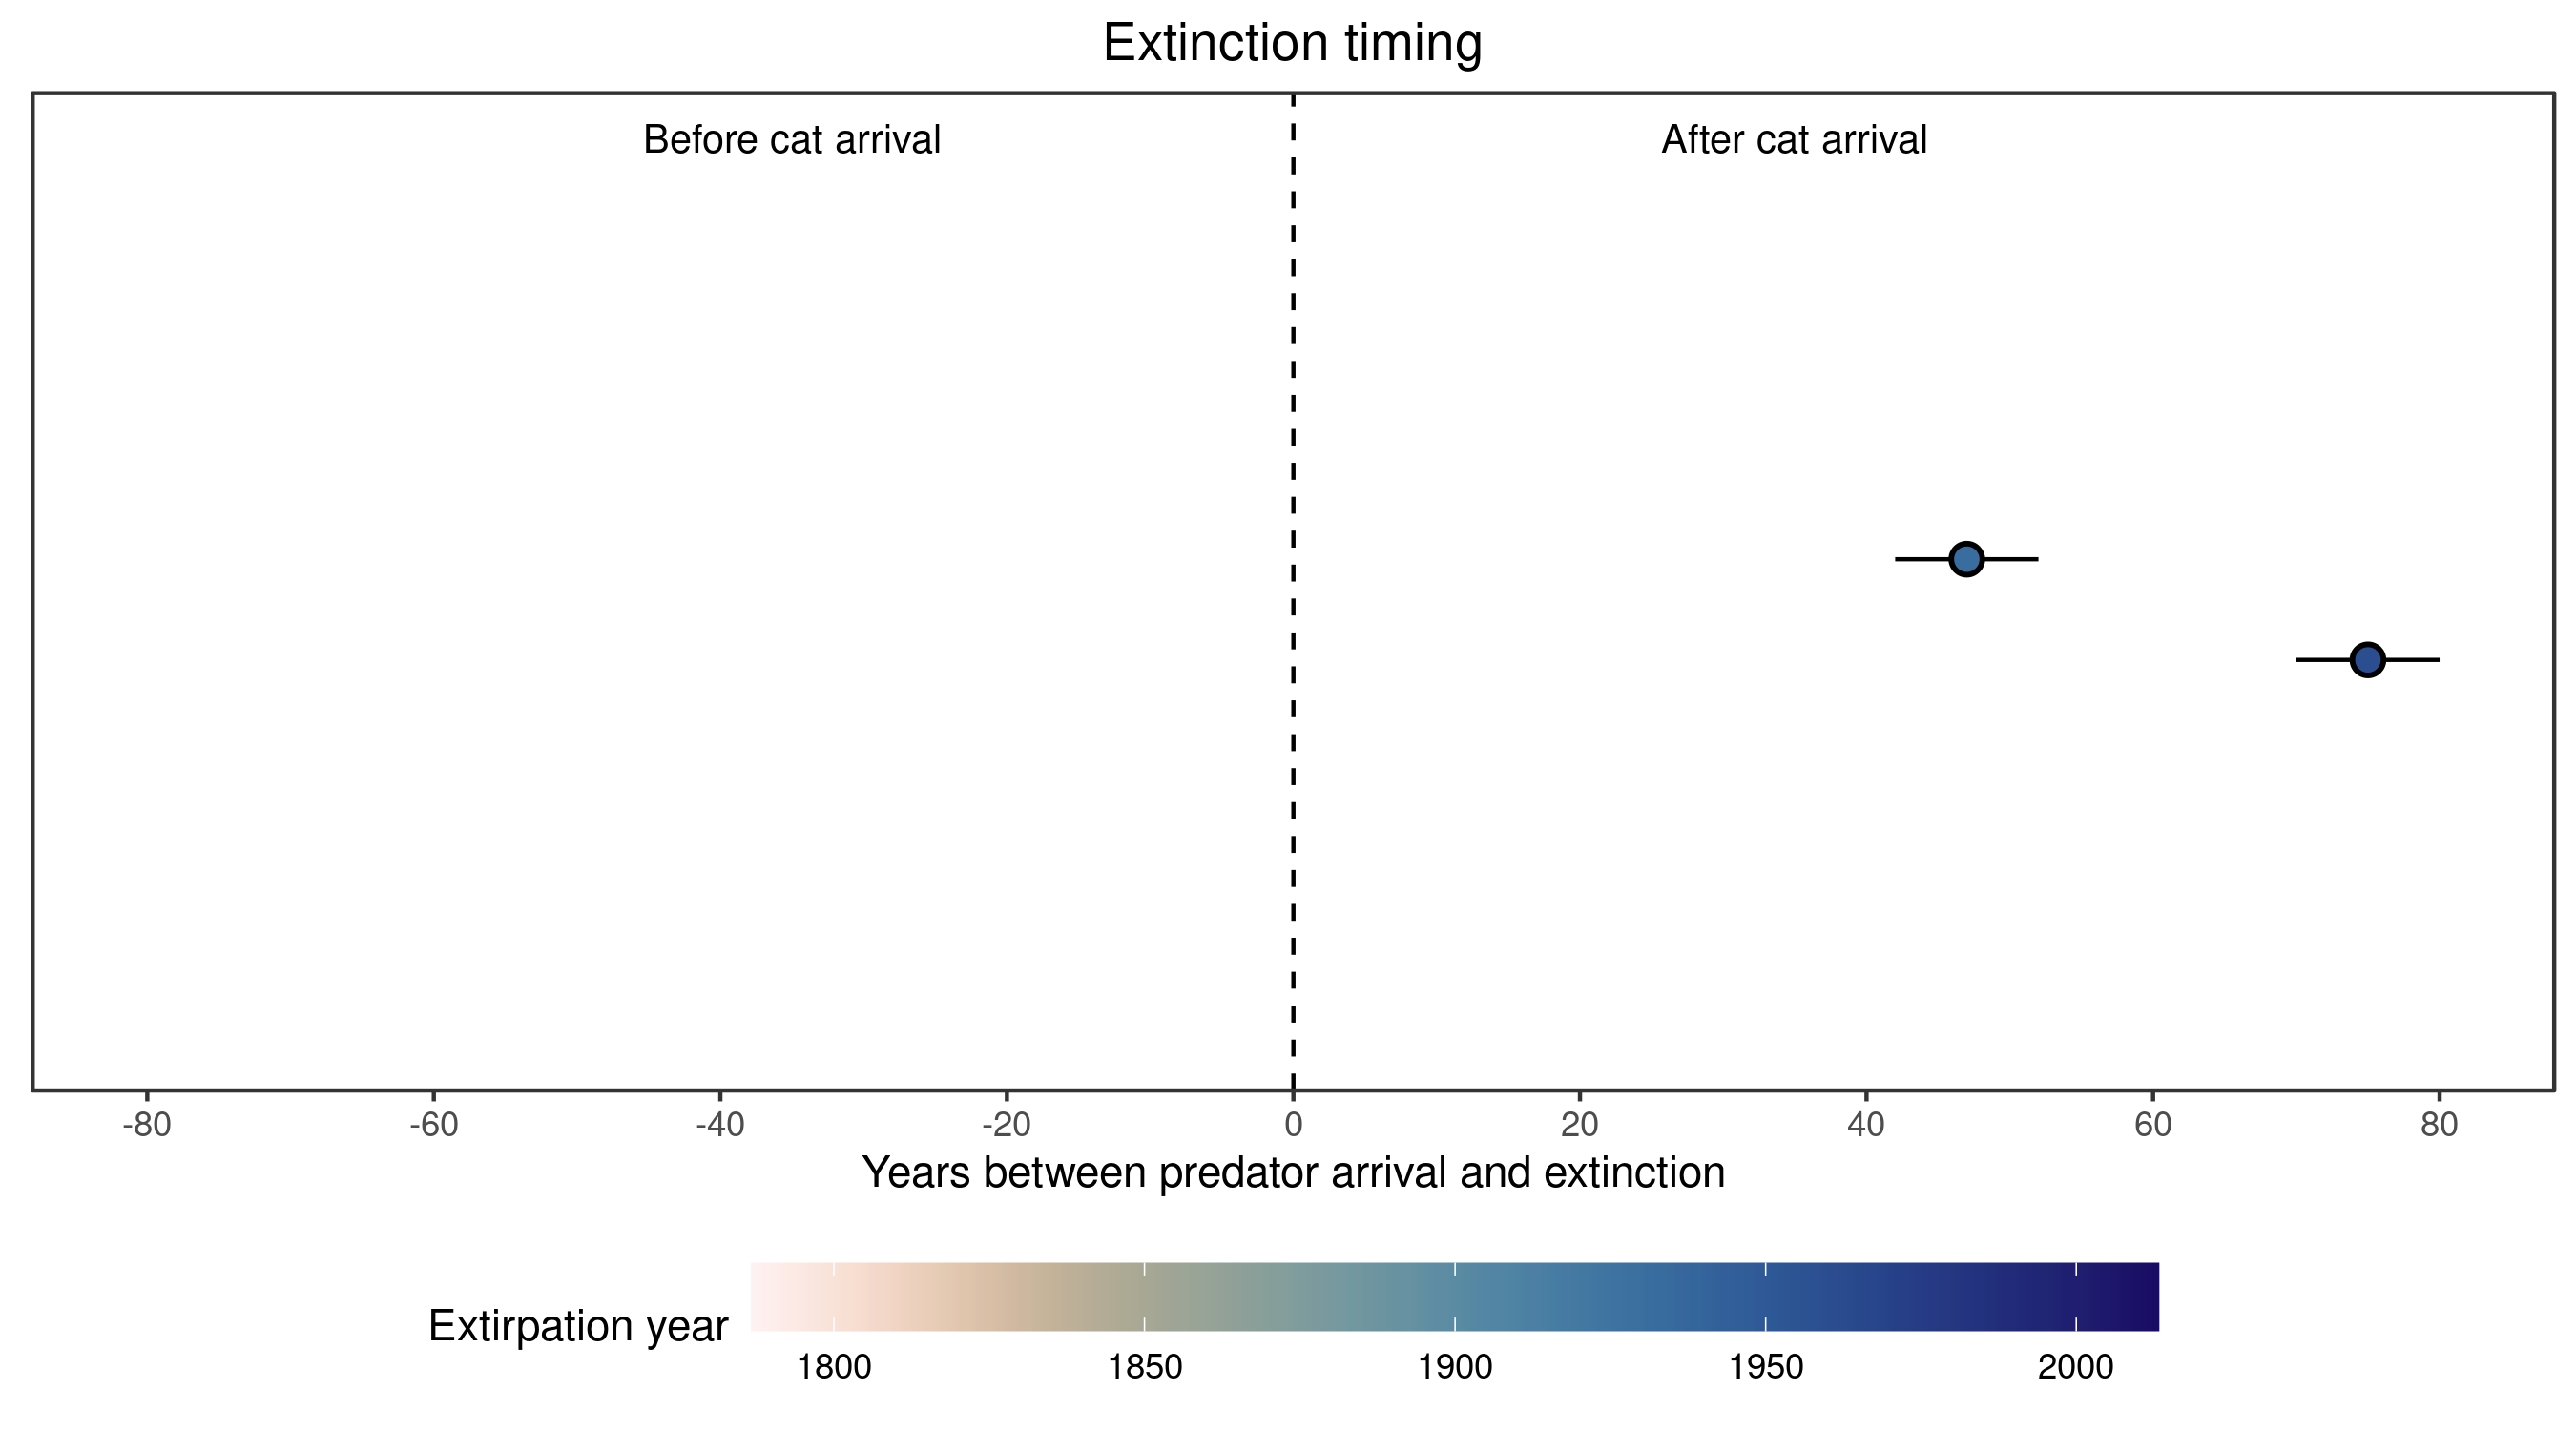 Extinction timing
Before cat arrival
After cat arrival
-80 -60 -40 -20 0 20 40 60 80
Years between predator arrival and extinction
Extirpation year
1800 1850 1900 1950 2000